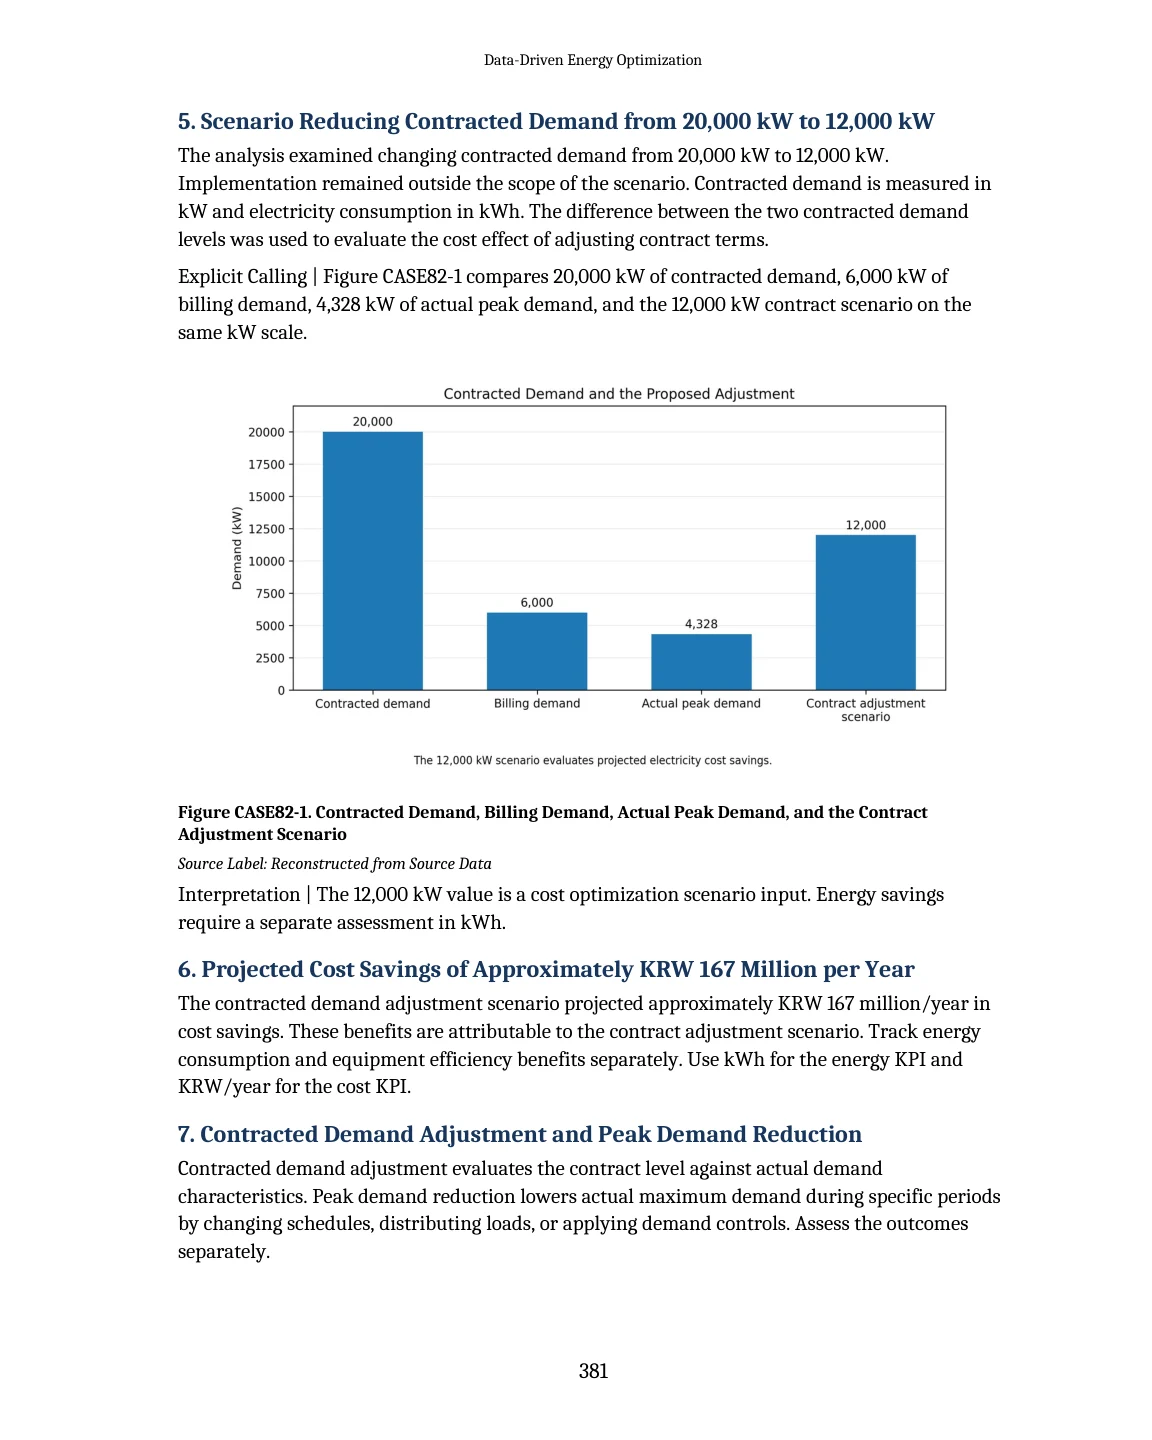 Data-Driven Energy Optimization
5. Scenario Reducing Contracted Demand from 20,000 kW to 12,000 kW
The analysis examined changing contracted demand from 20,000 kW to 12,000 kW.
Implementation remained outside the scope of the scenario. Contracted demand is measured in
kW and electricity consumption in kWh. The difference between the two contracted demand
levels was used to evaluate the cost effect of adjusting contract terms.
Explicit Calling | Figure CASE82-1 compares 20,000 kW of contracted demand, 6,000 kW of
billing demand, 4,328 kW of actual peak demand, and the 12,000 kW contract scenario on the
same kW scale.
Contracted Demand and the Proposed Adjustment
Demand (kW)
20000
17500
15000
12500
10000
7500
5000
2500
0
20,000
6,000
4,328
12,000
Contracted demand
Billing demand
Actual peak demand
Contract adjustment
scenario
The 12,000 kW scenario evaluates projected electricity cost savings.
Figure CASE82-1. Contracted Demand, Billing Demand, Actual Peak Demand, and the Contract
Adjustment Scenario
Source Label: Reconstructed from Source Data
Interpretation | The 12,000 kW value is a cost optimization scenario input. Energy savings
require a separate assessment in kWh.
6. Projected Cost Savings of Approximately KRW 167 Million per Year
The contracted demand adjustment scenario projected approximately KRW 167 million/year in
cost savings. These benefits are attributable to the contract adjustment scenario. Track energy
consumption and equipment efficiency benefits separately. Use kWh for the energy KPI and
KRW/year for the cost KPI.
7. Contracted Demand Adjustment and Peak Demand Reduction
Contracted demand adjustment evaluates the contract level against actual demand
characteristics. Peak demand reduction lowers actual maximum demand during specific periods
by changing schedules, distributing loads, or applying demand controls. Assess the outcomes
separately.
381